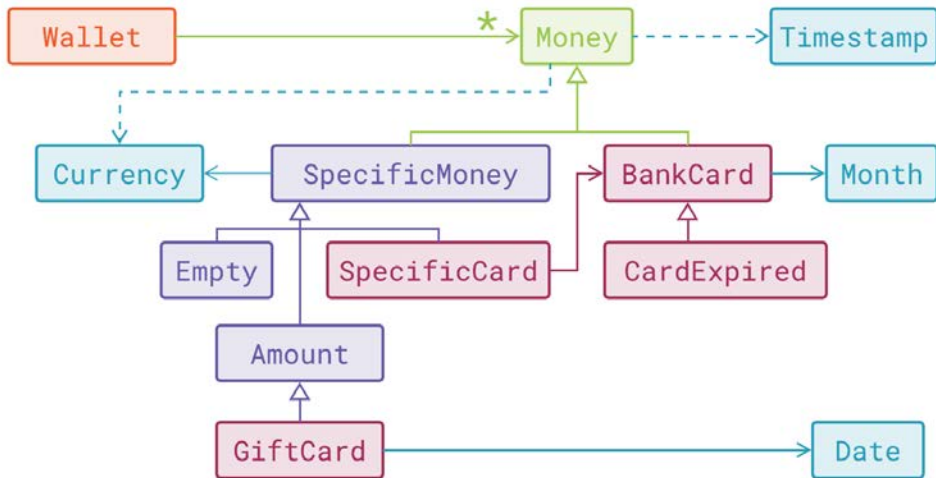 Wallet
*
Money
Timestamp
Currency
SpecificMoney
BankCard
Month
Empty
SpecificCard
CardExpired
Amount
GiftCard
Date